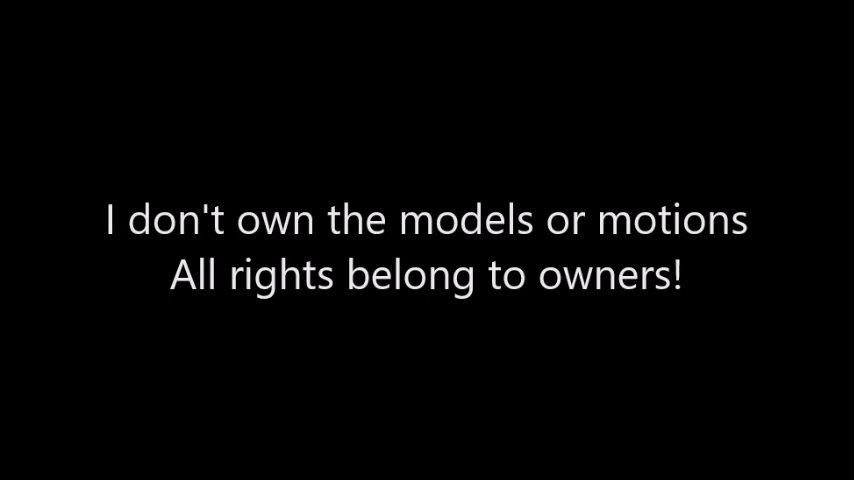 I don't own the models or motions
All rights belong to owners!